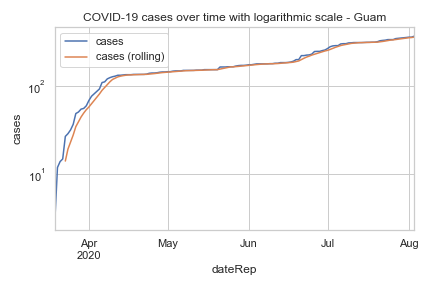 COVID-19 cases over time with logarithmic scale - Guam
cases
cases (rolling)
10²
10¹
cases
Apr
2020
May
Jun
Jul
Aug
dateRep